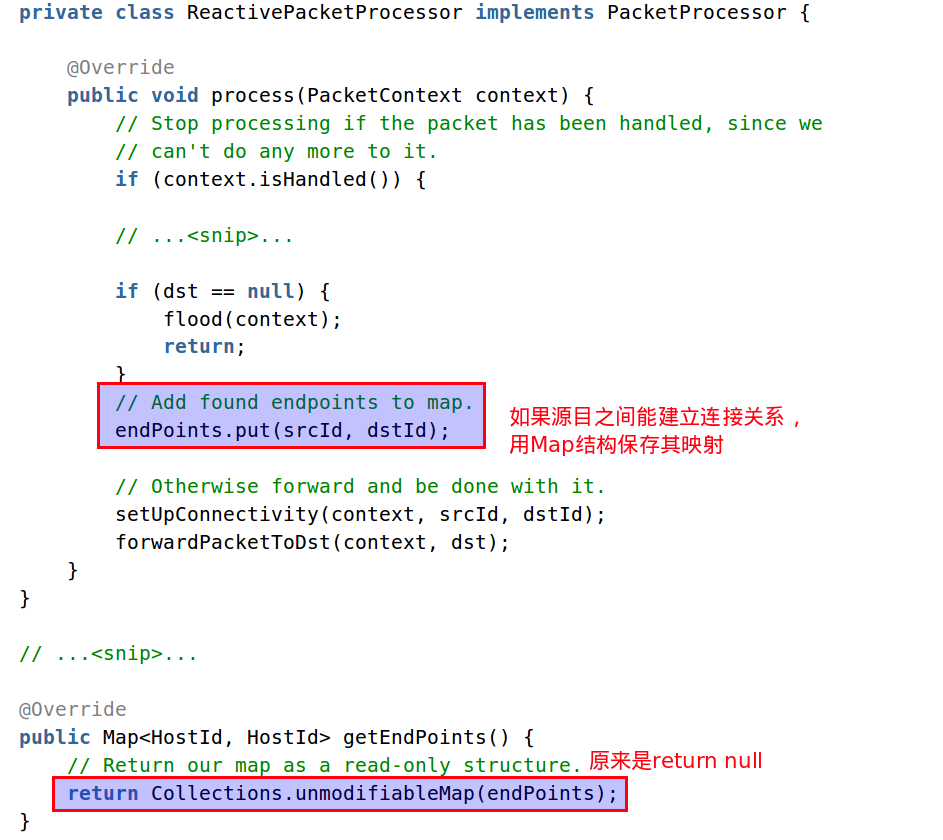 private class ReactivePacketProcessor implements PacketProcessor {
@Override
public void process(PacketContext context) {
// Stop processing if the packet has been handled, since we
// can't do any more to it.
if (context.isHandled()) {
// ...<snip>...
if (dst == null) {
flood(context);
return;
}
// Add found endpoints to map.
如果源目之间能建立连接关系，
endPoints.put(srcId, dstId);
用Map结构保存其映射
// Otherwise forward and be done with it.
setUpConnectivity(context, srcId, dstId);
forwardPacketToDst(context, dst);
}
}
// ...<snip>...
@Override
public Map<HostId, HostId> getEndPoints() {
// Return our map as a read-only structure.
原来是return null
return Collections.unmodifiableMap(endPoints);
}